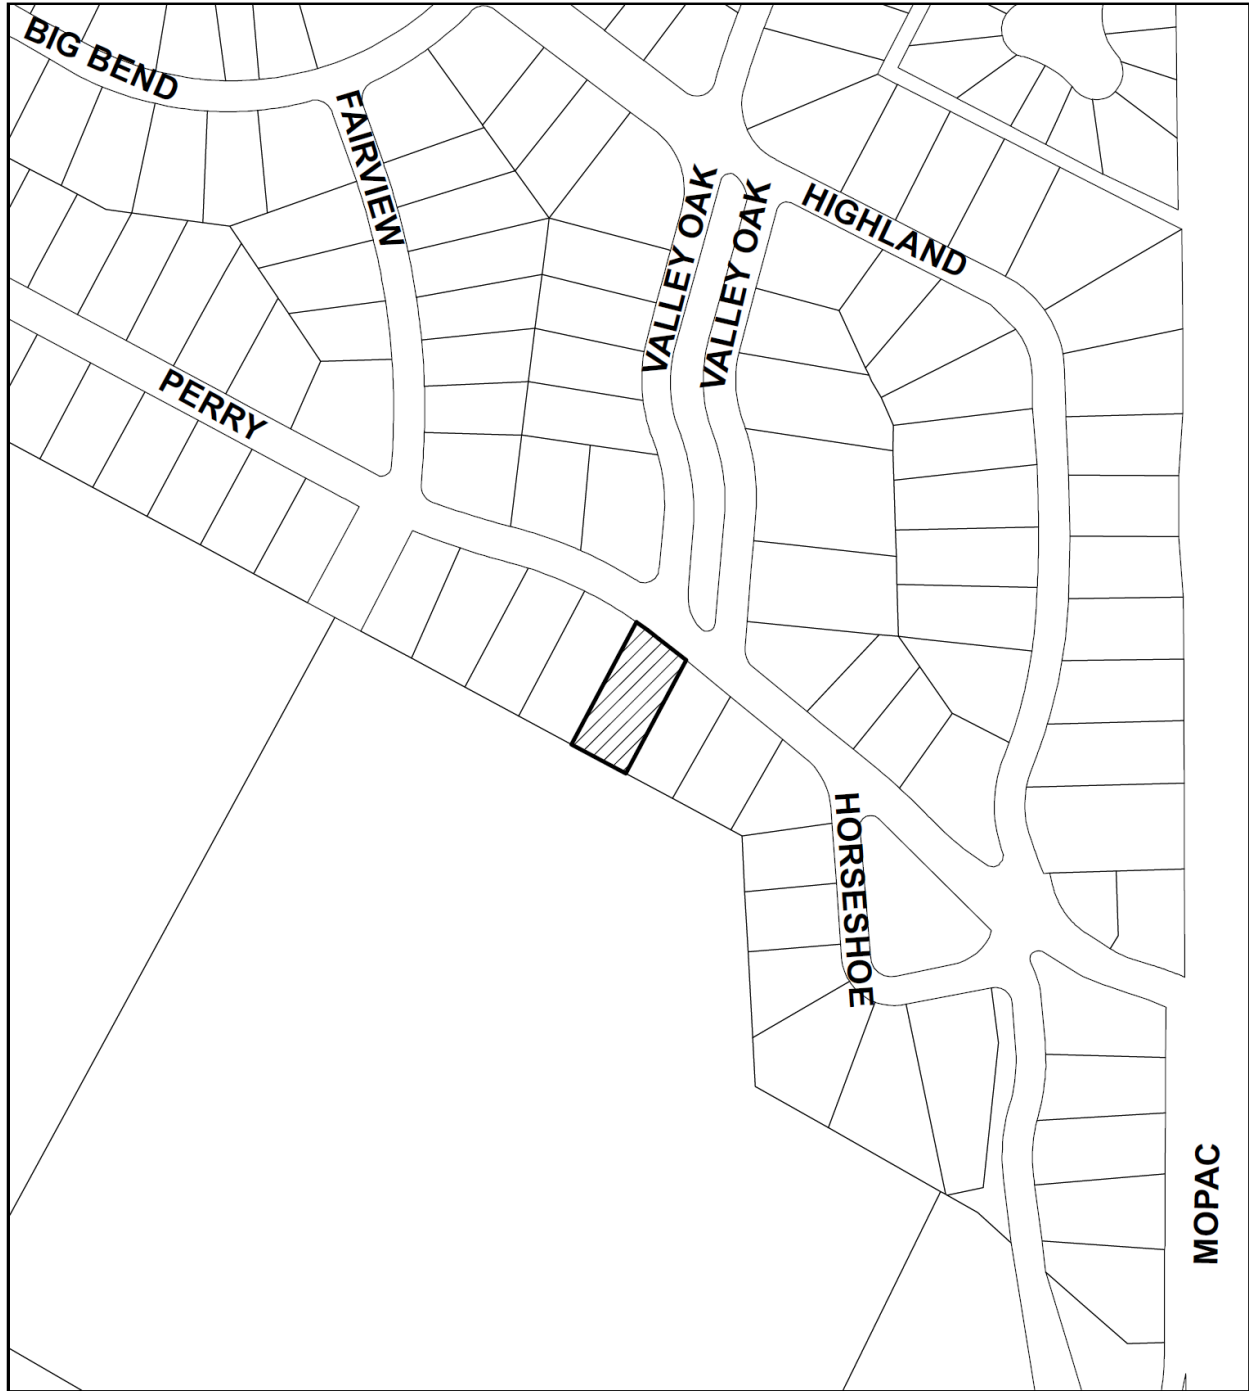 BIG BEND
FAIRVIEW
VALLEY OAK
VALLEY OAK
HIGHLAND
PERRY
HORSESHOE
MOPAC